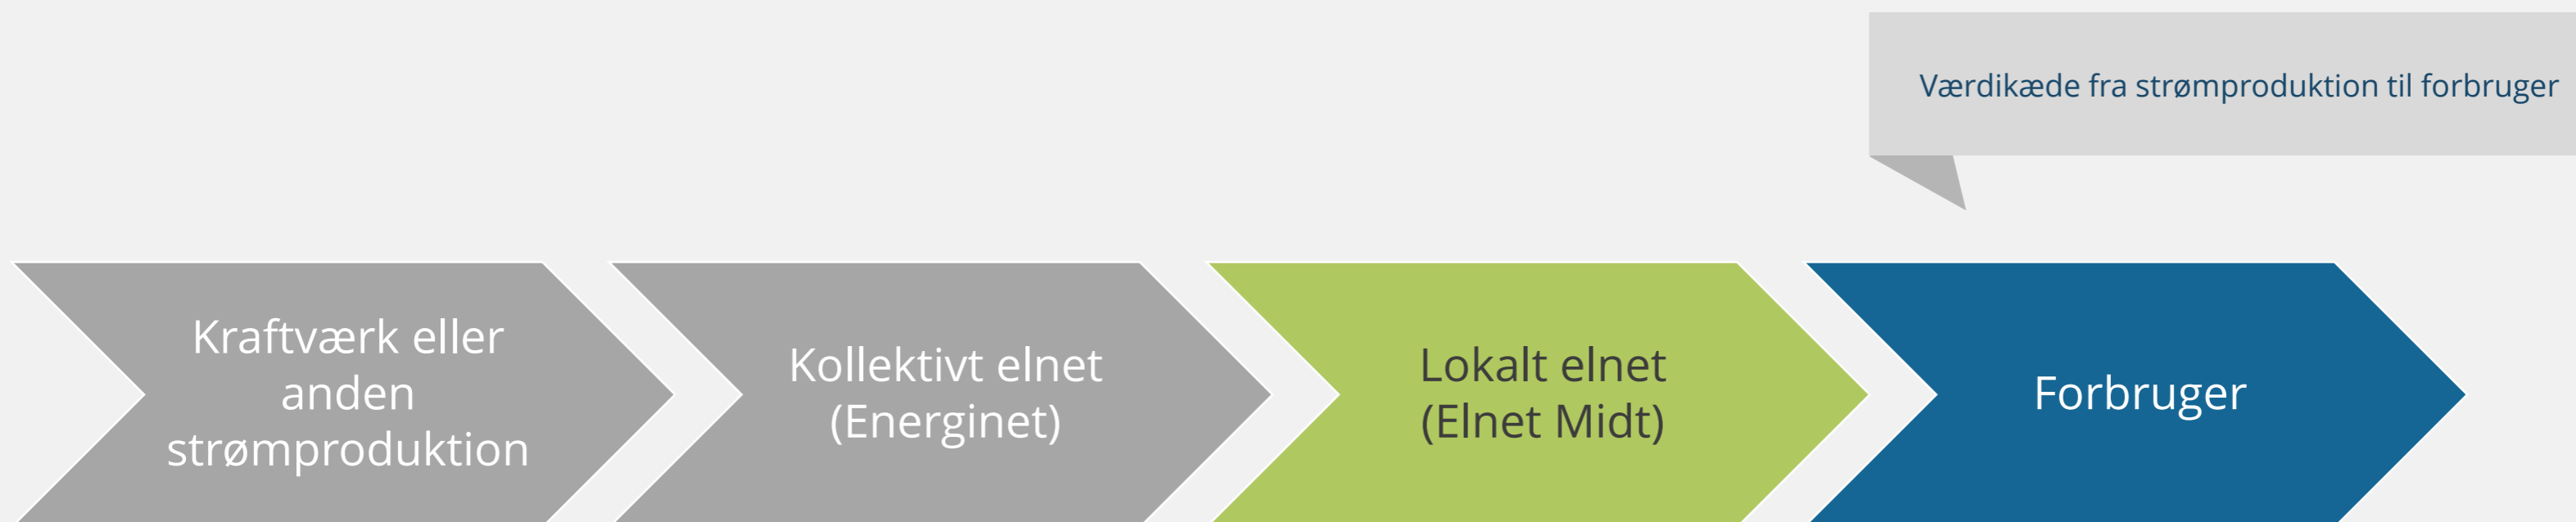 Værdikæde fra strømproduktion til forbruger
Kraftværk eller
anden
strømproduktion
Kollektivt elnet
(Energinet)
Lokalt elnet
(Elnet Midt)
Forbruger